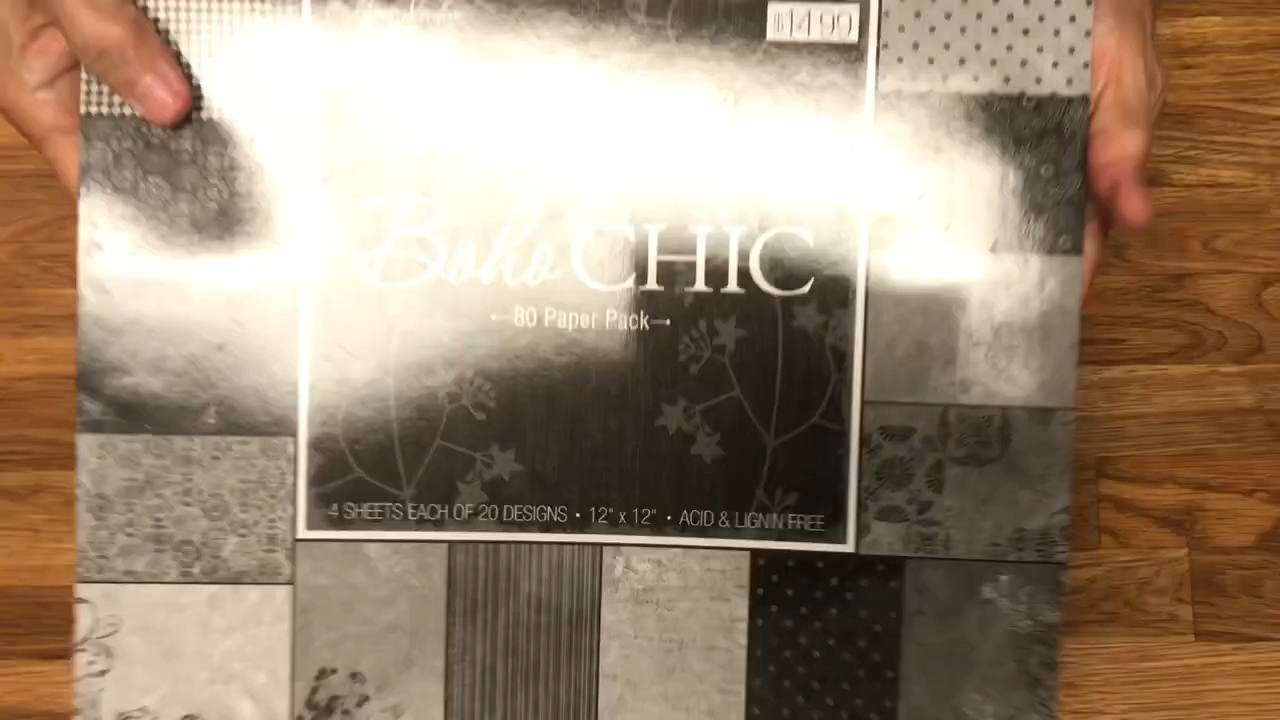 $14.99
Boho CHIC
80 Paper Pack
4 SHEETS EACH OF 20 DESIGNS • 12" x 12" • ACID & LIGNIN FREE